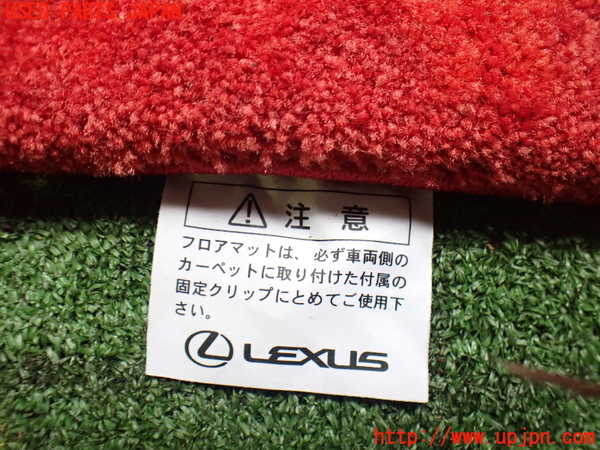 USED PARTS JAPAN
注意
フロアマットは、必ず車両側の
カーペットに取り付けた付属の
固定クリップにとめてご使用下
さい。
LEXUS
http://www.upjpn.com